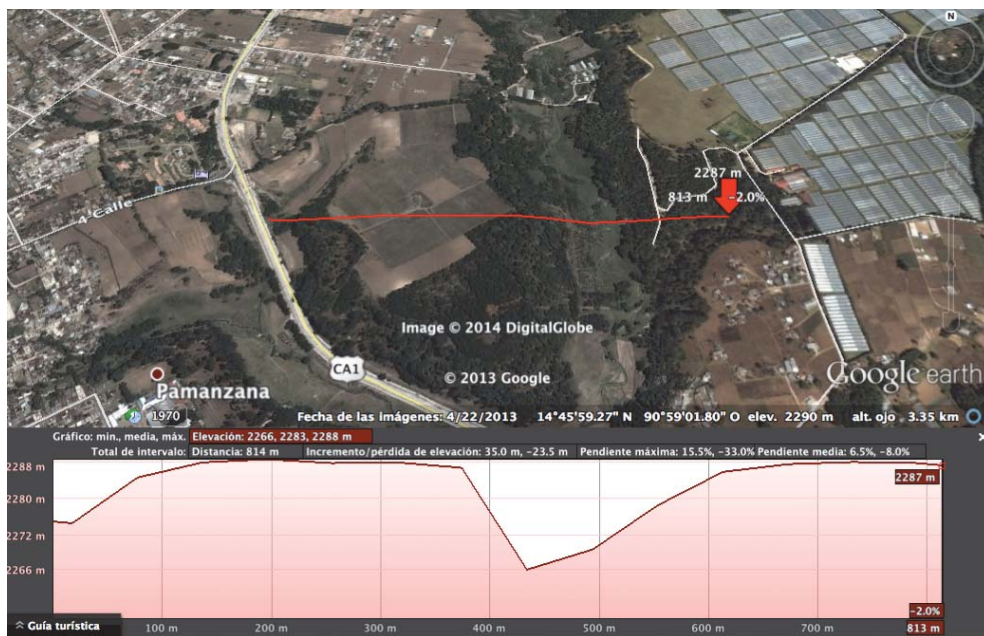 N
2287 m
813 m -2.0%
4ª Calle
Image © 2014 DigitalGlobe
CA1
© 2013 Google
Google earth
Pamanzana
1970
Fecha de las imágenes: 4/22/2013 14°45'59.27" N 90°59'01.80" O elev. 2290 m alt. ojo 3.35 km
Gráfico: min., media, máx. Elevación: 2266, 2283, 2288 m
Total de intervalo: Distancia: 814 m Incremento/pérdida de elevación: 35.0 m, -23.5 m Pendiente máxima: 15.5%, -33.0% Pendiente media: 6.5%, -8.0%
2288 m
2287 m
2280 m
2272 m
2266 m
-2.0%
Guía turística
100 m 200 m 300 m 400 m 500 m 600 m 700 m 813 m